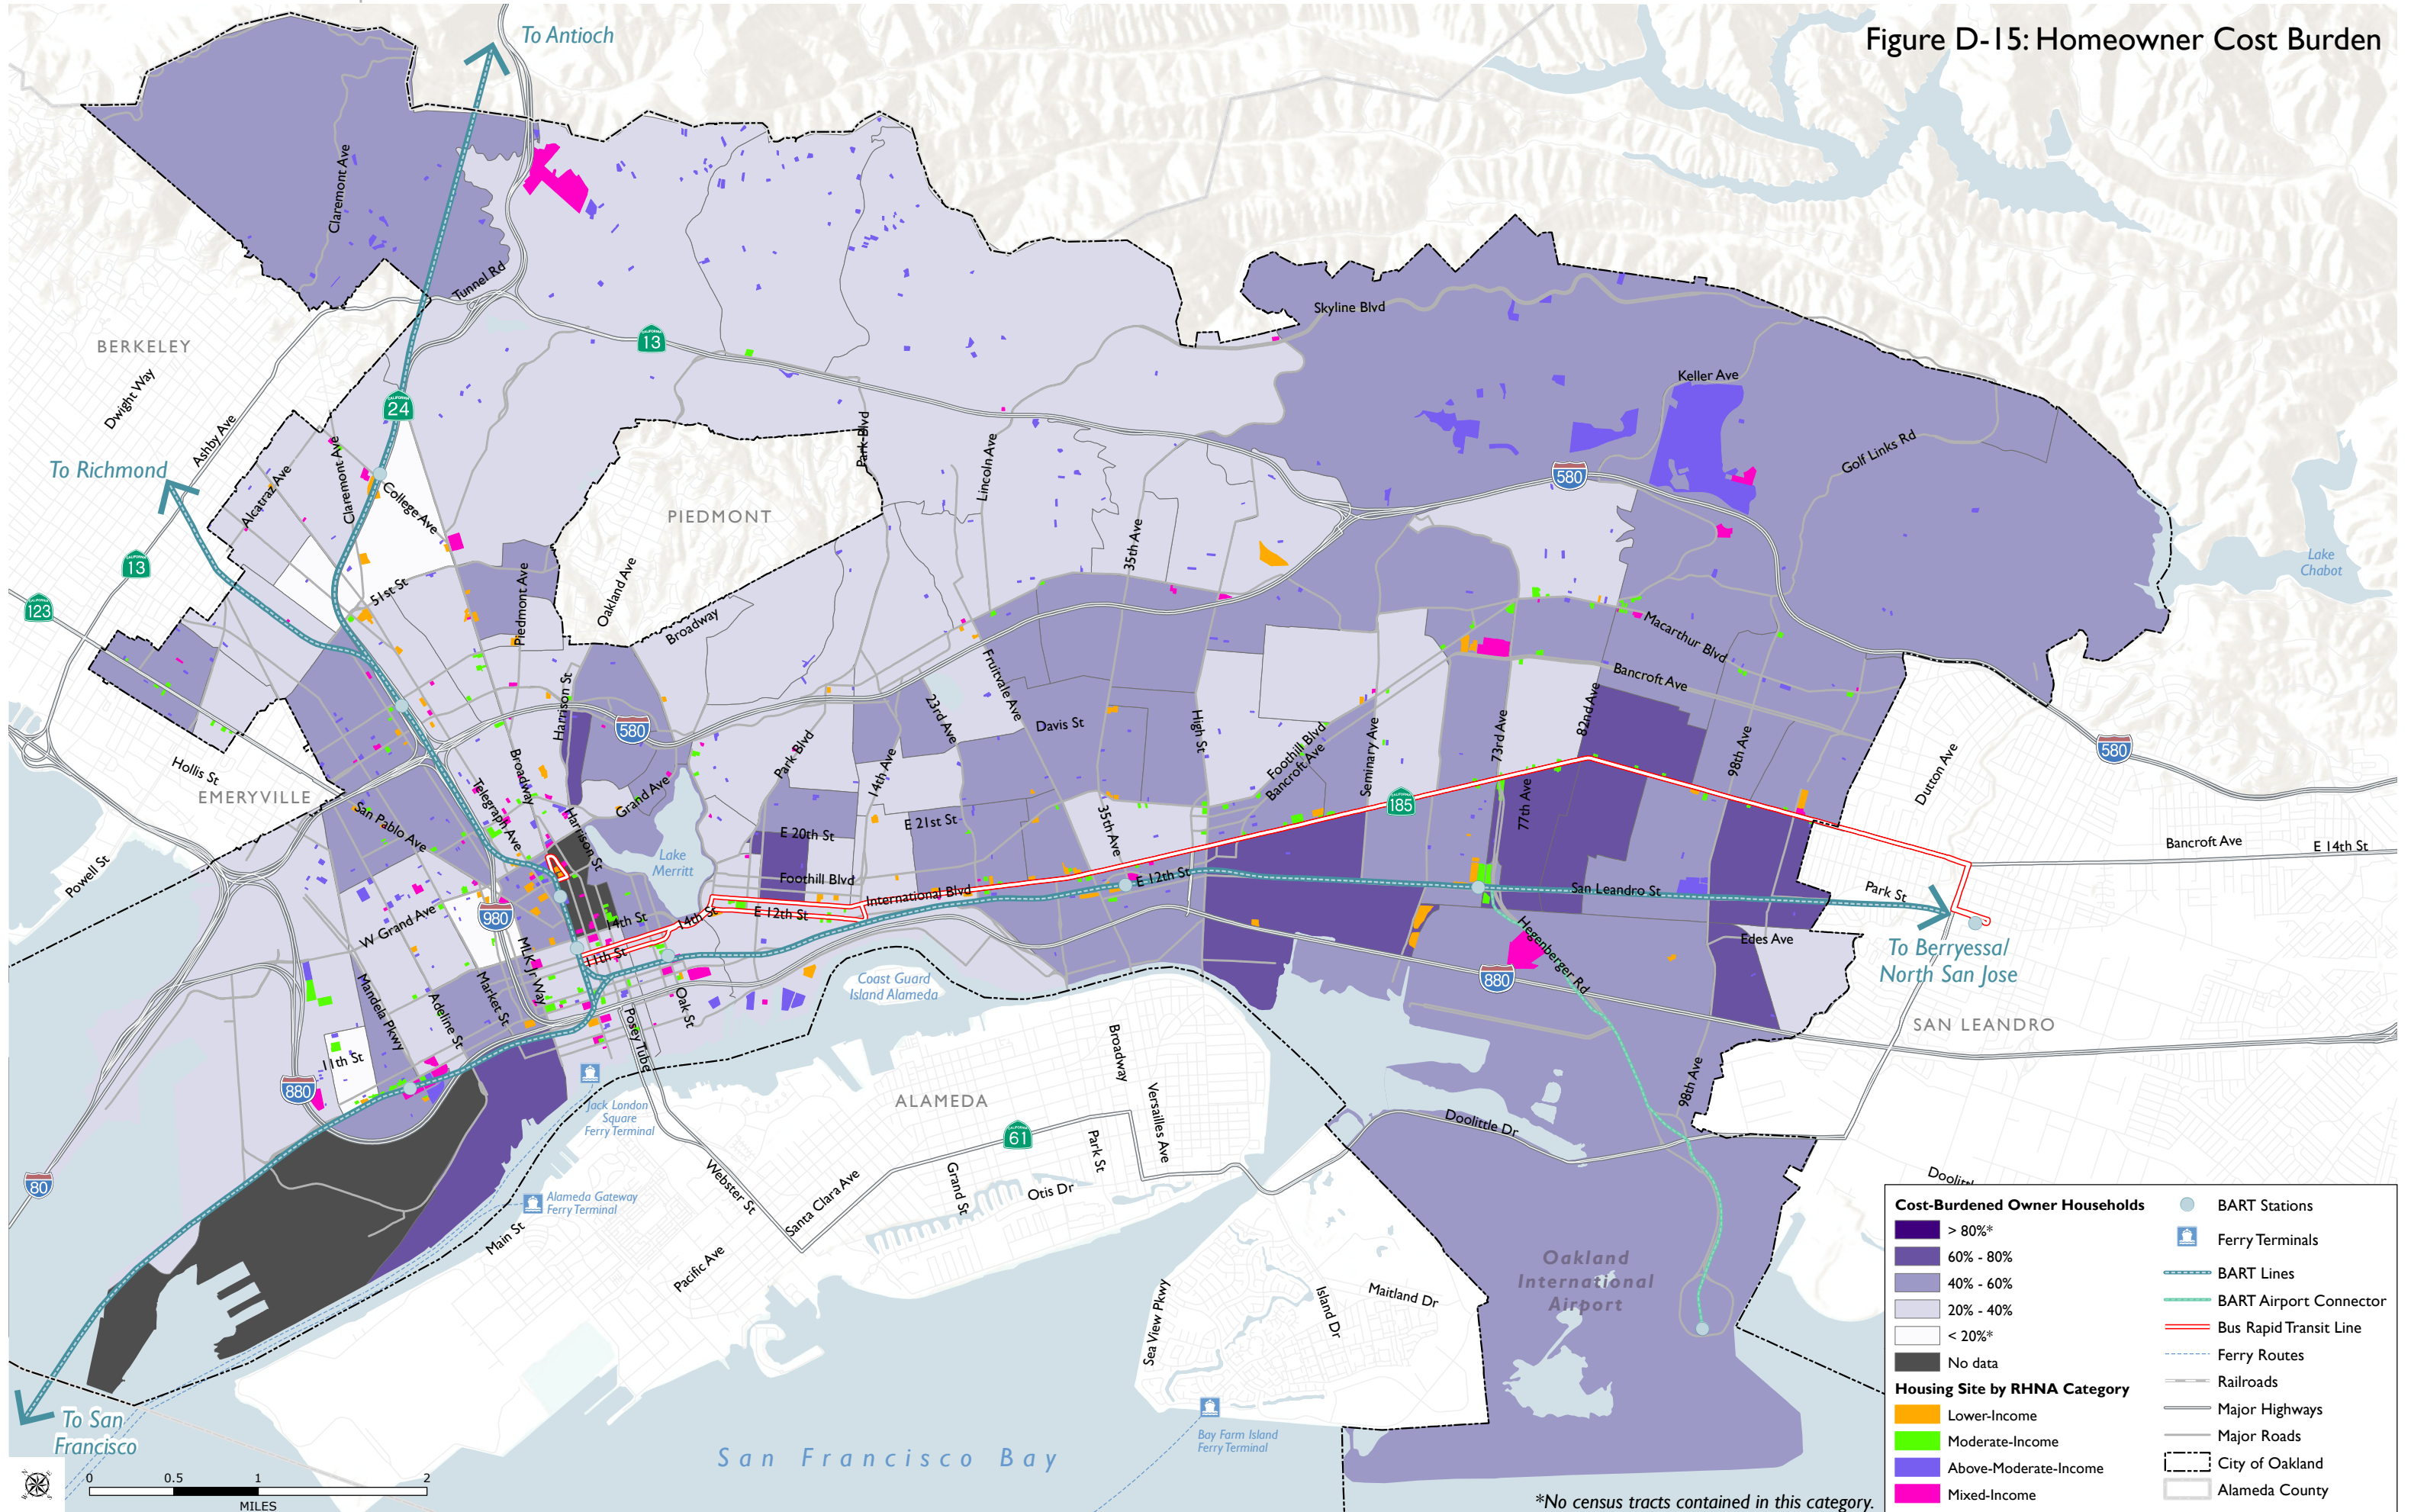 Figure D-15: Homeowner Cost Burden
To Antioch
Claremont Ave
Tunnel Rd
BERKELEY
Dwight Way
Ashby Ave
13
24
To Richmond
Alcatraz Ave
Claremont Ave
College Ave
13
123
51st St
Piedmont Ave
PIEDMONT
Oakland Ave
Broadway
Park Blvd
Lincoln Ave
35th Ave
Skyline Blvd
Keller Ave
580
Golf Links Rd
Lake
Chabot
Hollis St
EMERYVILLE
Powell St
San Pablo Ave
Telegraph Ave
Broadway
Harrison St
580
Harrison St
Grand Ave
Lake
Merritt
Park Blvd
14th Ave
23rd Ave
Fruitvale Ave
Davis St
High St
35th Ave
E 20th St
E 21st St
Foothill Blvd
International Blvd
E 12th St
E 12th St
Foothill Blvd
Bancroft Ave
Seminary Ave
185
73rd Ave
77th Ave
82nd Ave
Macarthur Blvd
Bancroft Ave
98th Ave
Dutton Ave
580
Bancroft Ave
E 14th St
San Leandro St
Park St
Edes Ave
To Berryessal
North San Jose
SAN LEANDRO
Hegenberger Rd
880
98th Ave
Doolittle Dr
W Grand Ave
980
14th St
14th St
11th St
MLK Jr Way
Market St
Adeline St
Mandela Pkwy
11th St
880
Oak St
Posey Tube
Coast Guard
Island Alameda
Jack London
Square
Ferry Terminal
Alameda Gateway
Ferry Terminal
80
Main St
Webster St
Pacific Ave
Santa Clara Ave
ALAMEDA
61
Grand St
Park St
Otis Dr
Broadway
Versailles Ave
Sea View Pkwy
Island Dr
Maitland Dr
Oakland
International
Airport
Bay Farm Island
Ferry Terminal
San Francisco Bay
To San
Francisco
0 0.5 1 2
MILES
Cost-Burdened Owner Households
> 80%*
60% - 80%
40% - 60%
20% - 40%
< 20%*
No data
Housing Site by RHNA Category
Lower-Income
Moderate-Income
Above-Moderate-Income
Mixed-Income
BART Stations
Ferry Terminals
BART Lines
BART Airport Connector
Bus Rapid Transit Line
Ferry Routes
Railroads
Major Highways
Major Roads
City of Oakland
Alameda County
*No census tracts contained in this category.